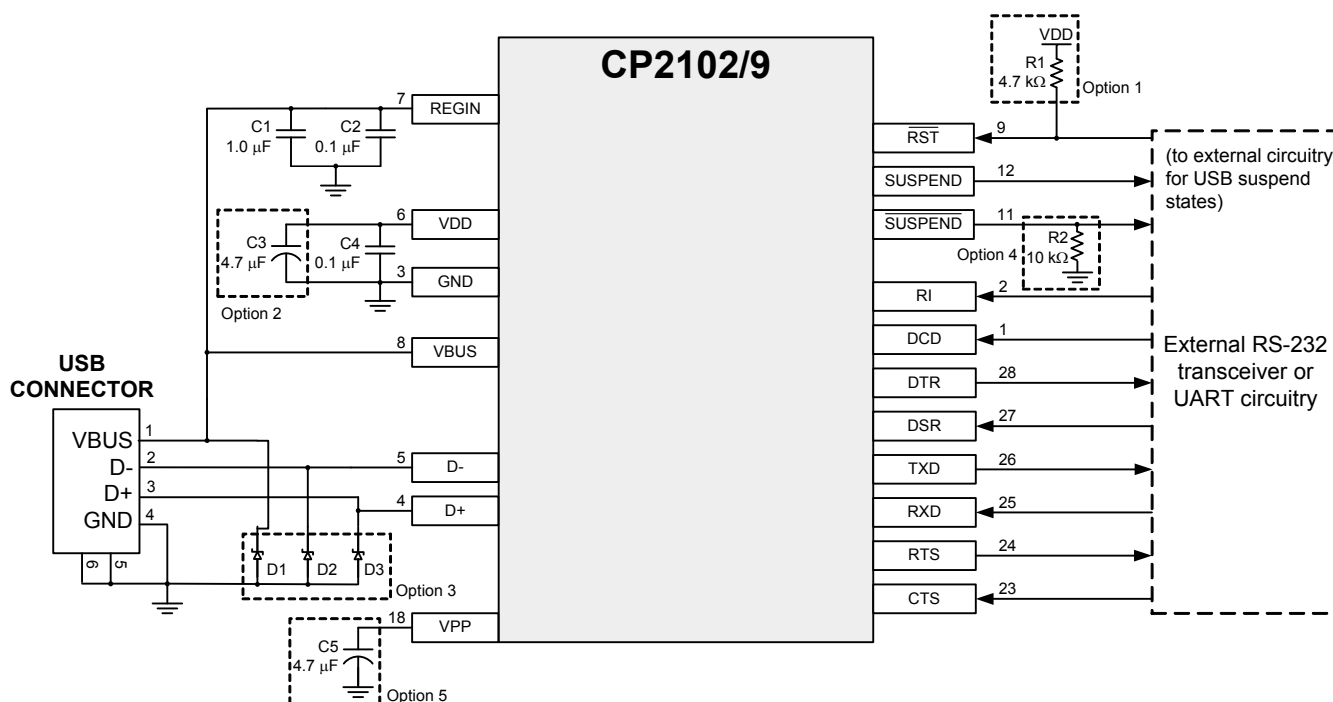 CP2102/9
VDD
R1
4.7 kΩ
Option 1
7
REGIN
C1
1.0 μF
C2
0.1 μF
6
VDD
C3
4.7 μF
C4
0.1 μF
3
GND
Option 2
8
VBUS
USB
CONNECTOR
VBUS
1
D-
2
D+
3
GND
4
6
5
5
D-
4
D+
D1
D2
D3
Option 3
18
VPP
C5
4.7 μF
Option 5
RST
9
SUSPEND
12
SUSPEND
11
Option 4
R2
10 kΩ
RI
2
DCD
1
DTR
28
DSR
27
TXD
26
RXD
25
RTS
24
CTS
23
(to external circuitry
for USB suspend
states)
External RS-232
transceiver or
UART circuitry